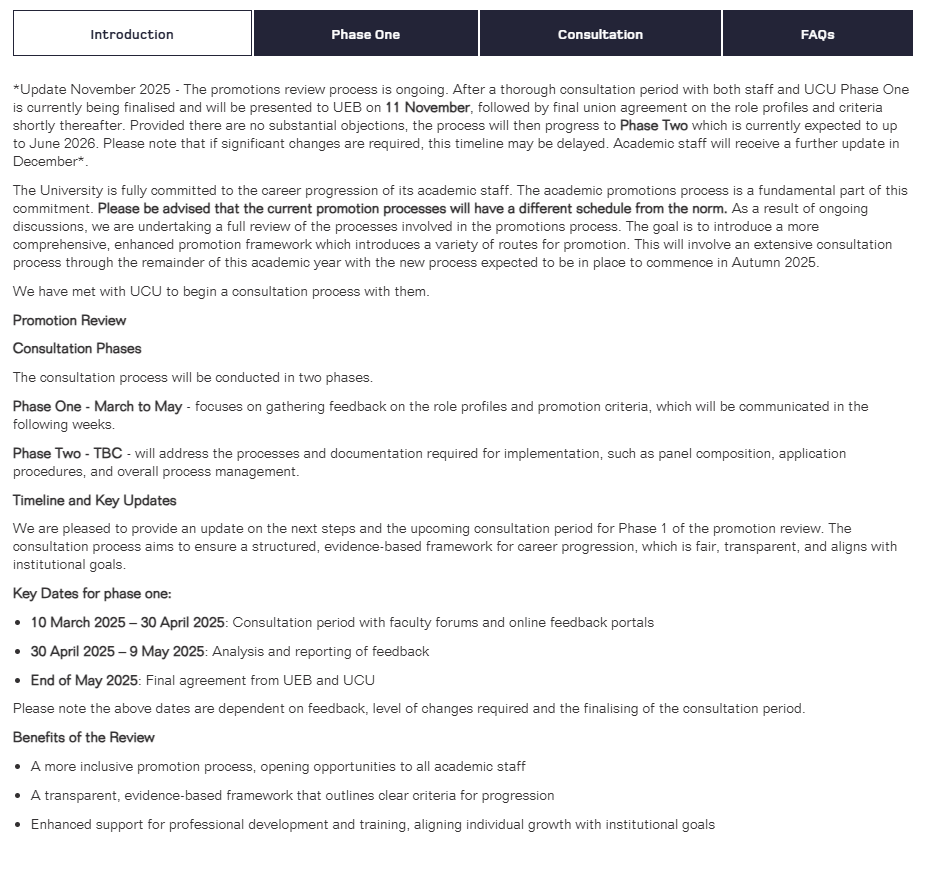 Introduction
Phase One
Consultation
FAQs
*Update November 2025 - The promotions review process is ongoing. After a thorough consultation period with both staff and UCU Phase One
is currently being finalised and will be presented to UEB on 11 November, followed by final union agreement on the role profiles and criteria
shortly thereafter. Provided there are no substantial objections, the process will then progress to Phase Two which is currently expected to up
to June 2026. Please note that if significant changes are required, this timeline may be delayed. Academic staff will receive a further update in
December*.
The University is fully committed to the career progression of its academic staff. The academic promotions process is a fundamental part of this
commitment. Please be advised that the current promotion processes will have a different schedule from the norm. As a result of ongoing
discussions, we are undertaking a full review of the processes involved in the promotions process. The goal is to introduce a more
comprehensive, enhanced promotion framework which introduces a variety of routes for promotion. This will involve an extensive consultation
process through the remainder of this academic year with the new process expected to be in place to commence in Autumn 2025.
We have met with UCU to begin a consultation process with them.
Promotion Review
Consultation Phases
The consultation process will be conducted in two phases.
Phase One - March to May - focuses on gathering feedback on the role profiles and promotion criteria, which will be communicated in the
following weeks.
Phase Two - TBC - will address the processes and documentation required for implementation, such as panel composition, application
procedures, and overall process management.
Timeline and Key Updates
We are pleased to provide an update on the next steps and the upcoming consultation period for Phase 1 of the promotion review. The
consultation process aims to ensure a structured, evidence-based framework for career progression, which is fair, transparent, and aligns with
institutional goals.
Key Dates for phase one:
• 10 March 2025 – 30 April 2025: Consultation period with faculty forums and online feedback portals
• 30 April 2025 – 9 May 2025: Analysis and reporting of feedback
• End of May 2025: Final agreement from UEB and UCU
Please note the above dates are dependent on feedback, level of changes required and the finalising of the consultation period.
Benefits of the Review
• A more inclusive promotion process, opening opportunities to all academic staff
• A transparent, evidence-based framework that outlines clear criteria for progression
• Enhanced support for professional development and training, aligning individual growth with institutional goals